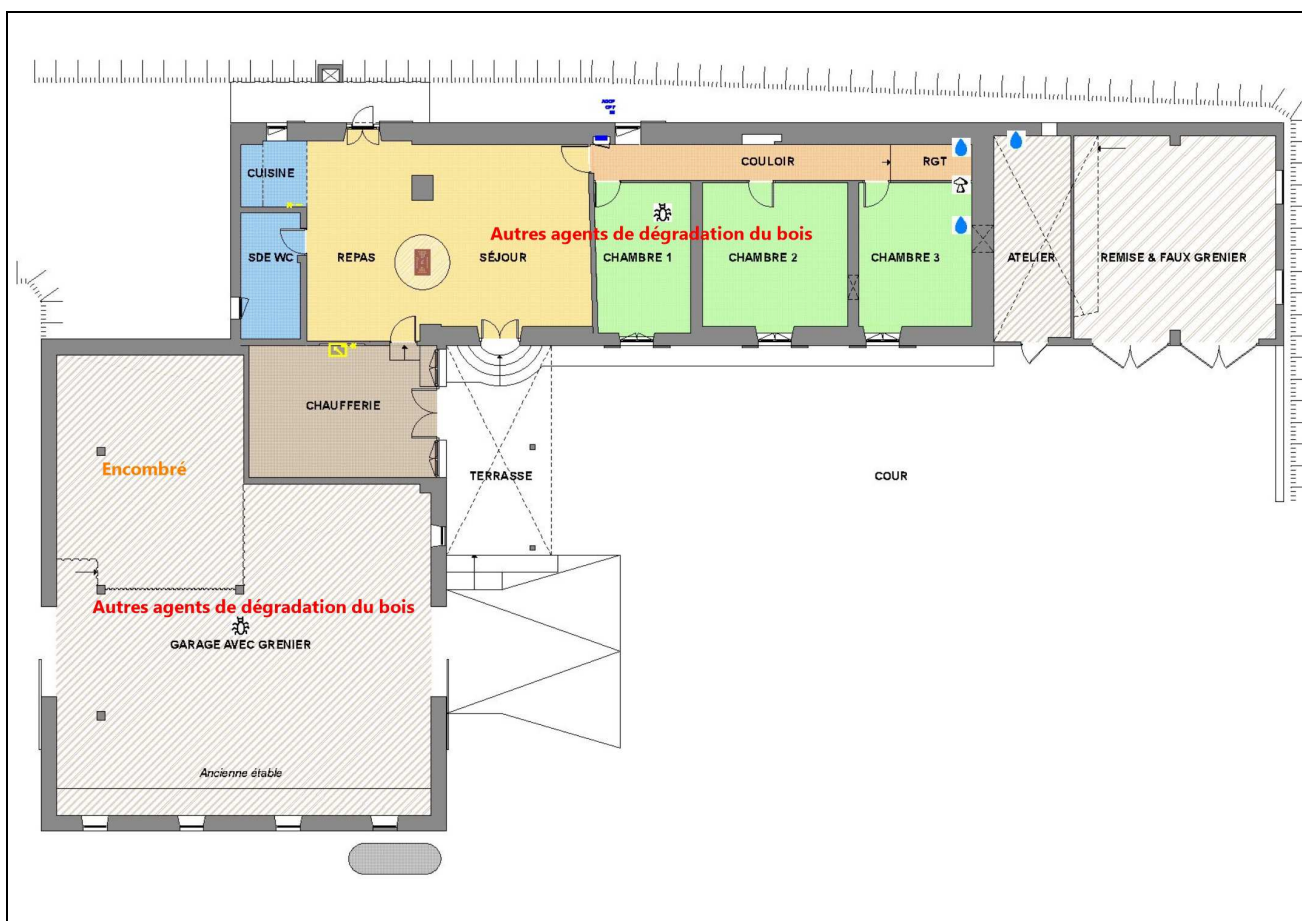 CUISINE
COULOIR
RGT
Autres agents de dégradation du bois
SDE WC
REPAS
SÉJOUR
CHAMBRE 1
CHAMBRE 2
CHAMBRE 3
ATELIER
REMISE & FAUX GRENIER
CHAUFFERIE
Encombré
TERRASSE
COUR
Autres agents de dégradation du bois
GARAGE AVEC GRENIER
Ancienne étable